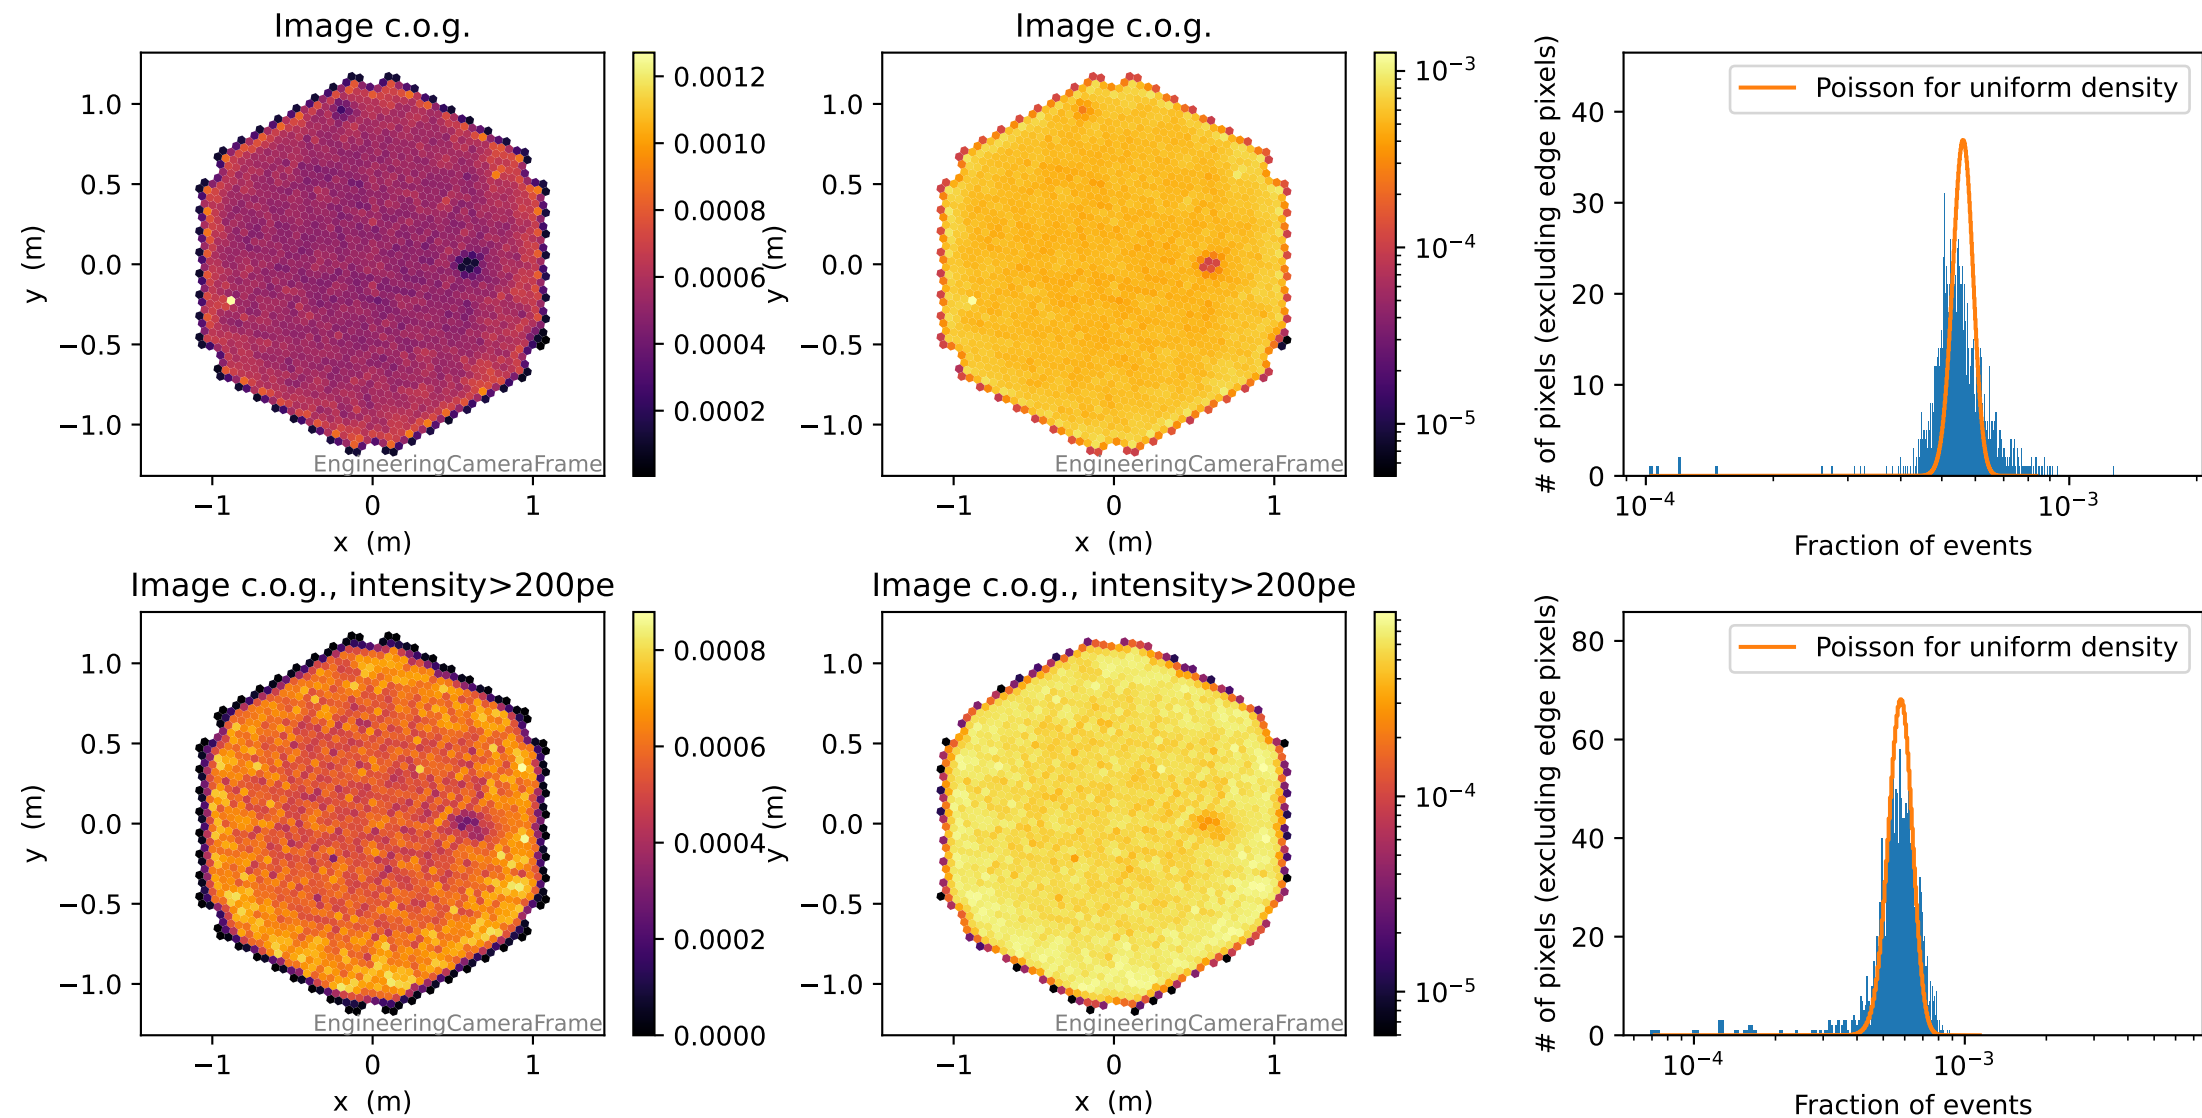 Image c.o.g.
1.0
0.5
0.0
−0.5
−1.0
y (m)
−1
0
1
x (m)
EngineeringCameraFrame
0.0012
0.0010
0.0008
0.0006
0.0004
0.0002
Image c.o.g.
1.0
0.5
0.0
−0.5
−1.0
y (m)
−1
0
1
x (m)
EngineeringCameraFrame
10⁻³
10⁻⁴
10⁻⁵
# of pixels (excluding edge pixels)
40
30
20
10
0
Poisson for uniform density
10⁻⁴
10⁻³
Fraction of events
Image c.o.g., intensity>200pe
1.0
0.5
0.0
−0.5
−1.0
y (m)
−1
0
1
x (m)
EngineeringCameraFrame
0.0008
0.0006
0.0004
0.0002
0.0000
Image c.o.g., intensity>200pe
1.0
0.5
0.0
−0.5
−1.0
y (m)
−1
0
1
x (m)
EngineeringCameraFrame
10⁻⁴
10⁻⁵
# of pixels (excluding edge pixels)
80
60
40
20
0
Poisson for uniform density
10⁻⁴
10⁻³
Fraction of events